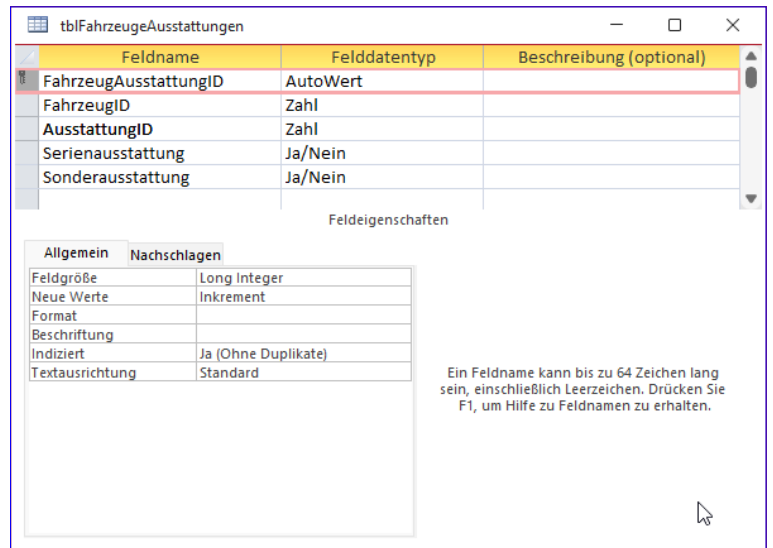 tblFahrzeugeAusstattungen
Feldname Felddatentyp Beschreibung (optional)
FahrzeugAusstattungID AutoWert
FahrzeugID Zahl
AusstattungID Zahl
Serienausstattung Ja/Nein
Sonderausstattung Ja/Nein
Feldeigenschaften
Allgemein Nachschlagen
Feldgröße Long Integer
Neue Werte Inkrement
Format
Beschriftung
Indiziert Ja (Ohne Duplikate)
Textausrichtung Standard
Ein Feldname kann bis zu 64 Zeichen lang
sein, einschließlich Leerzeichen. Drücken Sie
F1, um Hilfe zu Feldnamen zu erhalten.